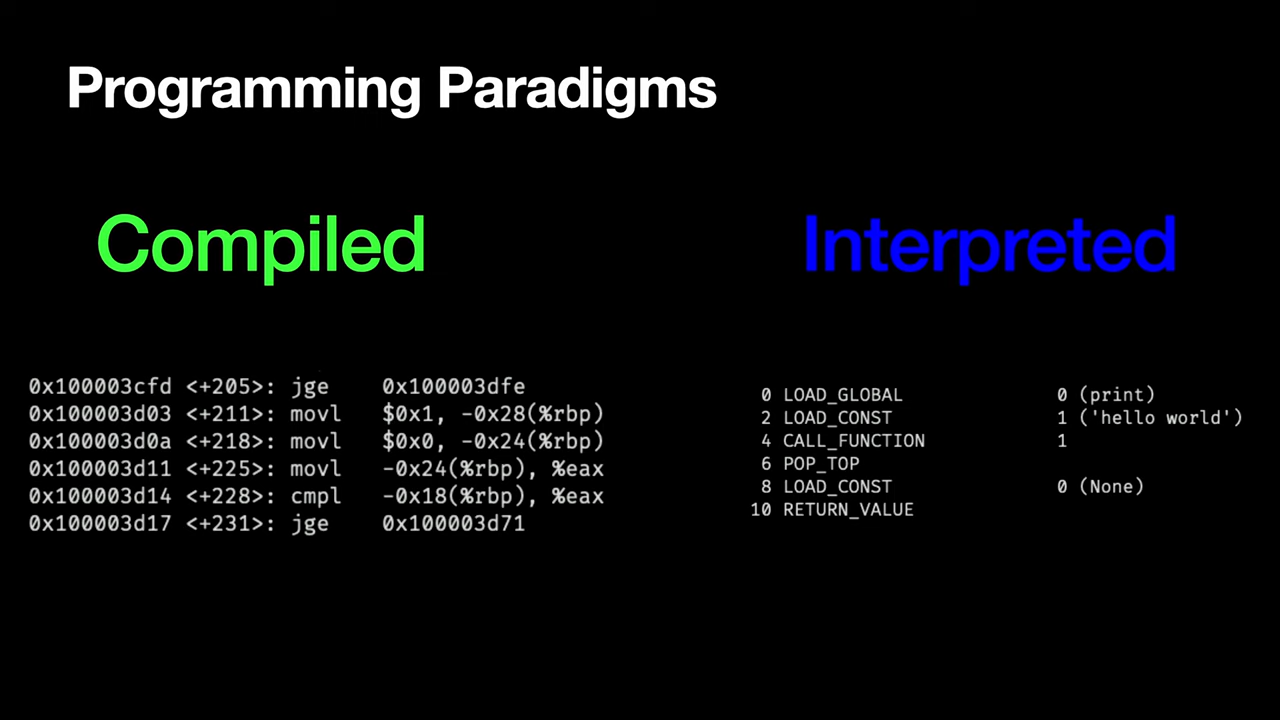 Programming Paradigms
Compiled
0x100003cfd <+205>: jge 0x100003dfe
0x100003d03 <+211>: movl $0x1, -0x28(%rbp)
0x100003d0a <+218>: movl $0x0, -0x24(%rbp)
0x100003d11 <+225>: movl -0x24(%rbp), %eax
0x100003d14 <+228>: cmpl -0x18(%rbp), %eax
0x100003d17 <+231>: jge 0x100003d71
Interpreted
0 LOAD_GLOBAL 0 (print)
2 LOAD_CONST 1 ('hello world')
4 CALL_FUNCTION 1
6 POP_TOP
8 LOAD_CONST 0 (None)
10 RETURN_VALUE